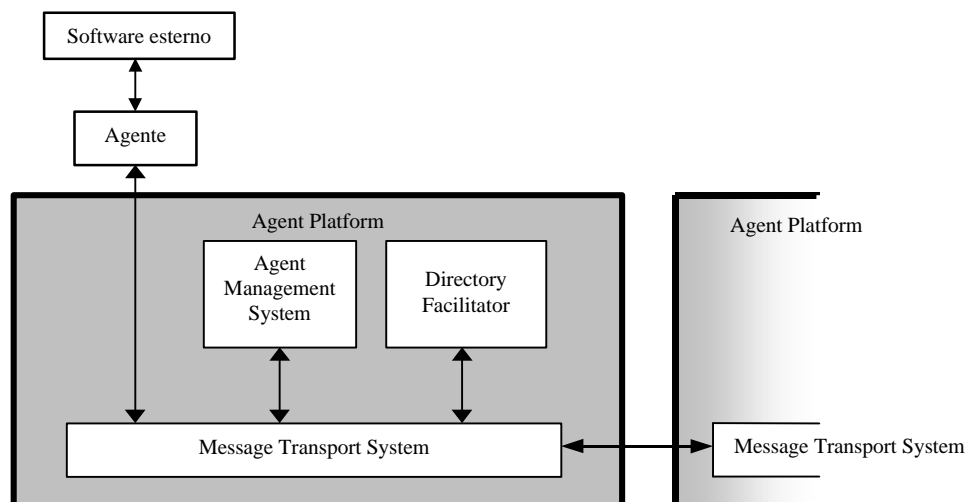 Software esterno
Agente
Agent Platform
Agent
Management
System
Directory
Facilitator
Message Transport System
Agent Platform
Message Transport System